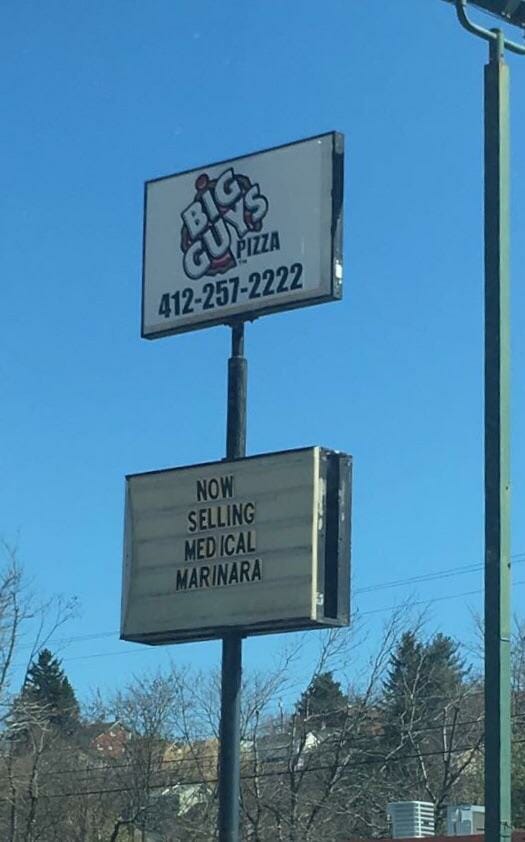 BIG
GUYS
PIZZA
412-257-2222
NOW
SELLING
MEDICAL
MARINARA